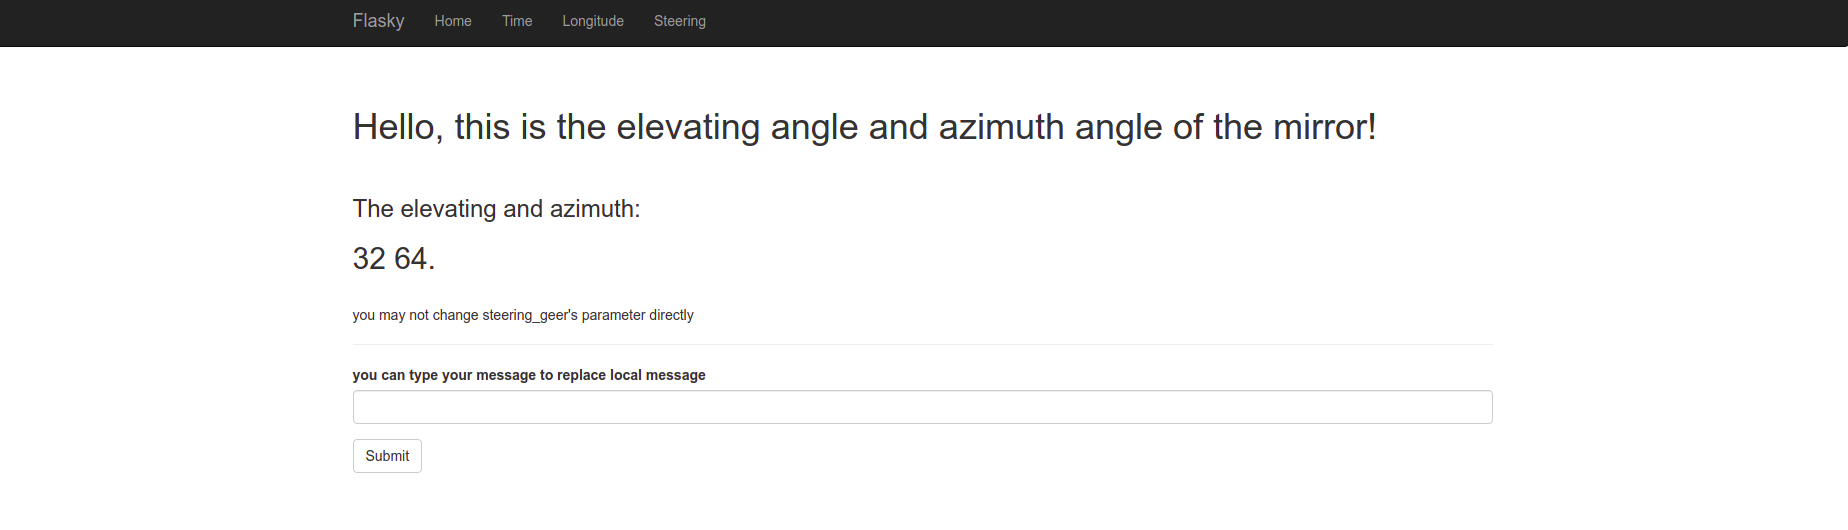 Flasky Home Time Longitude Steering
Hello, this is the elevating angle and azimuth angle of the mirror!
The elevating and azimuth:
32 64.
you may not change steering_geer's parameter directly
you can type your message to replace local message
Submit